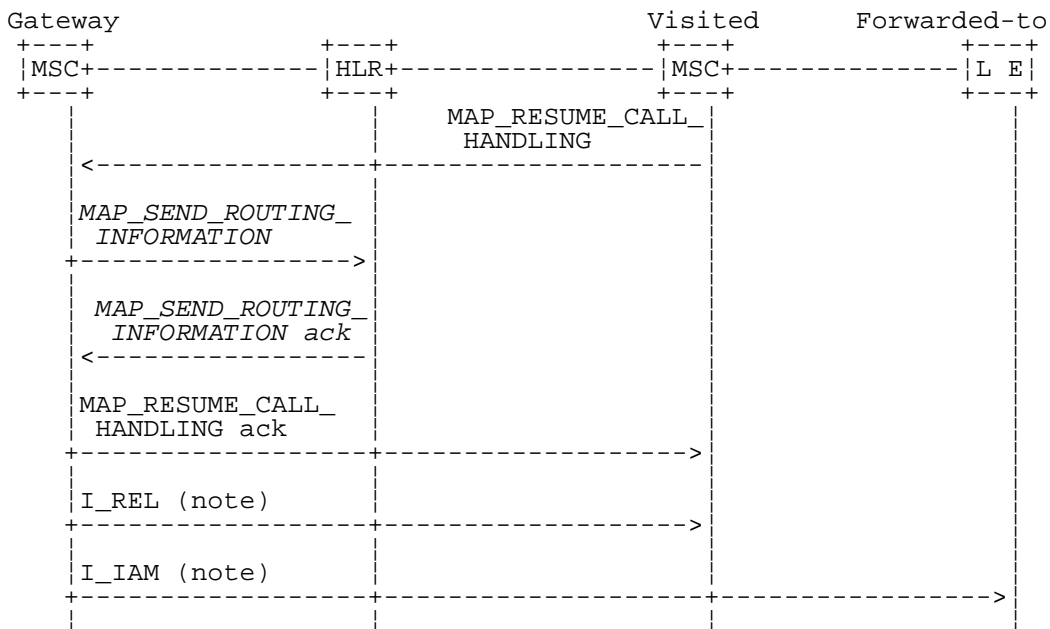 Gateway Visited Forwarded-to
MSC HLR MSC L E
MAP_RESUME_CALL_
HANDLING
MAP_SEND_ROUTING_
INFORMATION
MAP_SEND_ROUTING_
INFORMATION ack
MAP_RESUME_CALL_
HANDLING ack
I_REL (note)
I_IAM (note)